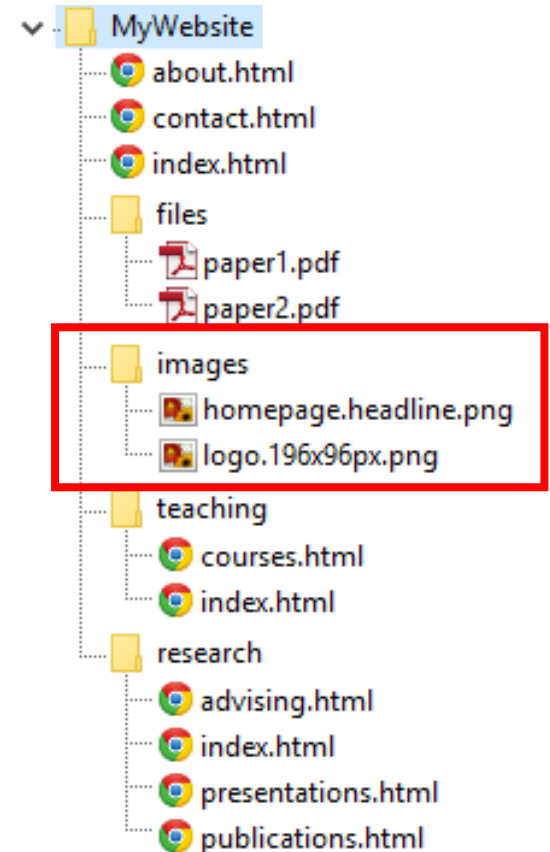 MyWebsite
about.html
contact.html
index.html
files
paper1.pdf
paper2.pdf
images
homepage.headline.png
logo.196x96px.png
teaching
courses.html
index.html
research
advising.html
index.html
presentations.html
publications.html